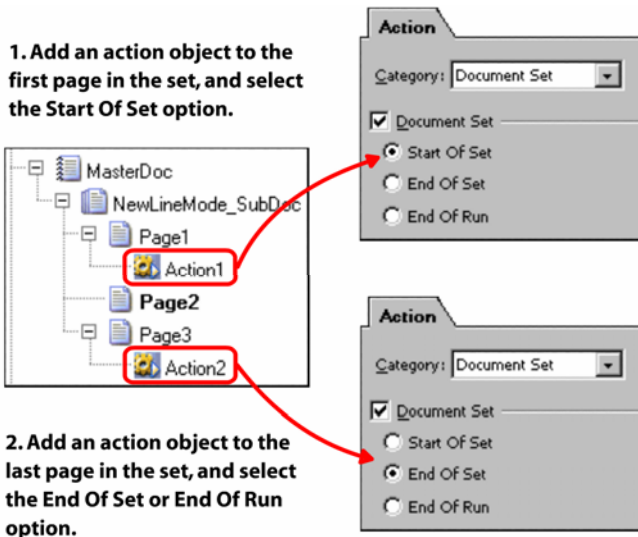 1. Add an action object to the
first page in the set, and select
the Start Of Set option.
MasterDoc
NewLineMode_SubDoc
Page1
Action1
Page2
Page3
Action2
2. Add an action object to the
last page in the set, and select
the End Of Set or End Of Run
option.
Action
Category: Document Set
Document Set
Start Of Set
End Of Set
End Of Run
Action
Category: Document Set
Document Set
Start Of Set
End Of Set
End Of Run